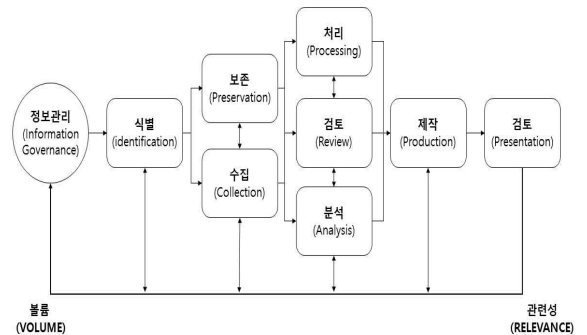 정보관리
(Information
Governance)
식별
(identification)
보존
(Preservation)
수집
(Collection)
처리
(Processing)
검토
(Review)
분석
(Analysis)
제작
(Production)
검토
(Presentation)
볼륨
(VOLUME)
관련성
(RELEVANCE)